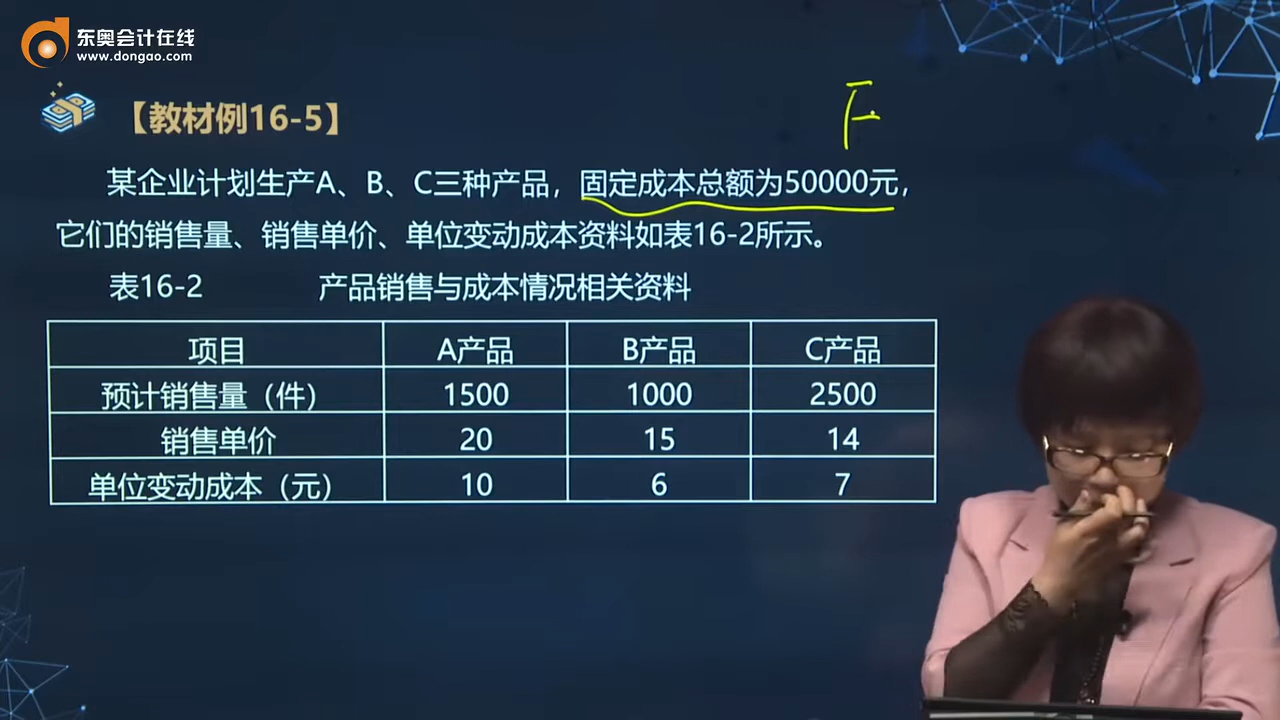 东奥会计在线
www.dongao.com
【教材例16-5】
F
某企业计划生产A、B、C三种产品，固定成本总额为50000元，
它们的销售量、销售单价、单位变动成本资料如表16-2所示。
表16-2 产品销售与成本情况相关资料
项目 A产品 B产品 C产品
预计销售量（件） 1500 1000 2500
销售单价 20 15 14
单位变动成本（元） 10 6 7